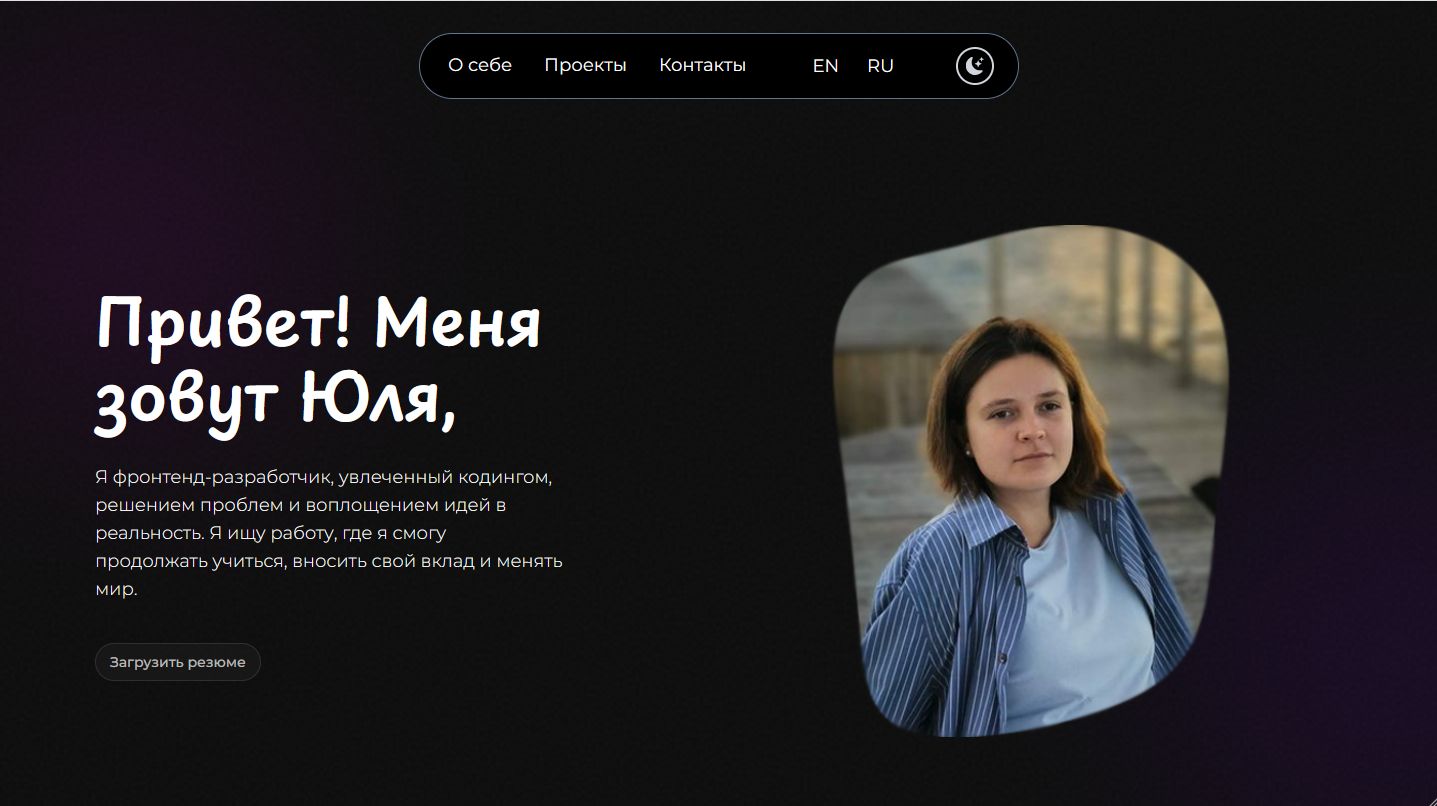 О себе Проекты Контакты EN RU
Привет! Меня
зовут Юля,
Я фронтенд-разработчик, увлеченный кодингом,
решением проблем и воплощением идей в
реальность. Я ищу работу, где я смогу
продолжать учиться, вносить свой вклад и менять
мир.
Загрузить резюме